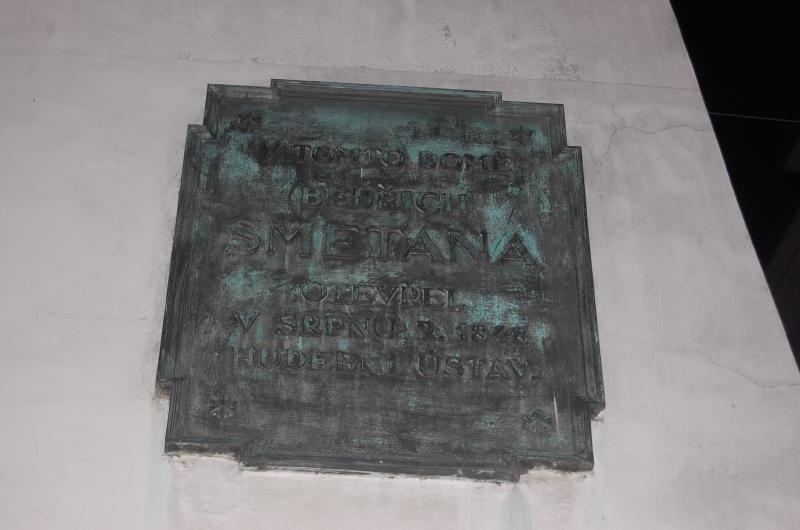 V TOMTO DOMĚ
BEDŘICH
SMETANA
OTEVŘEL
V SRPNU A.R.
HUDEBNÍ ÚSTAV.